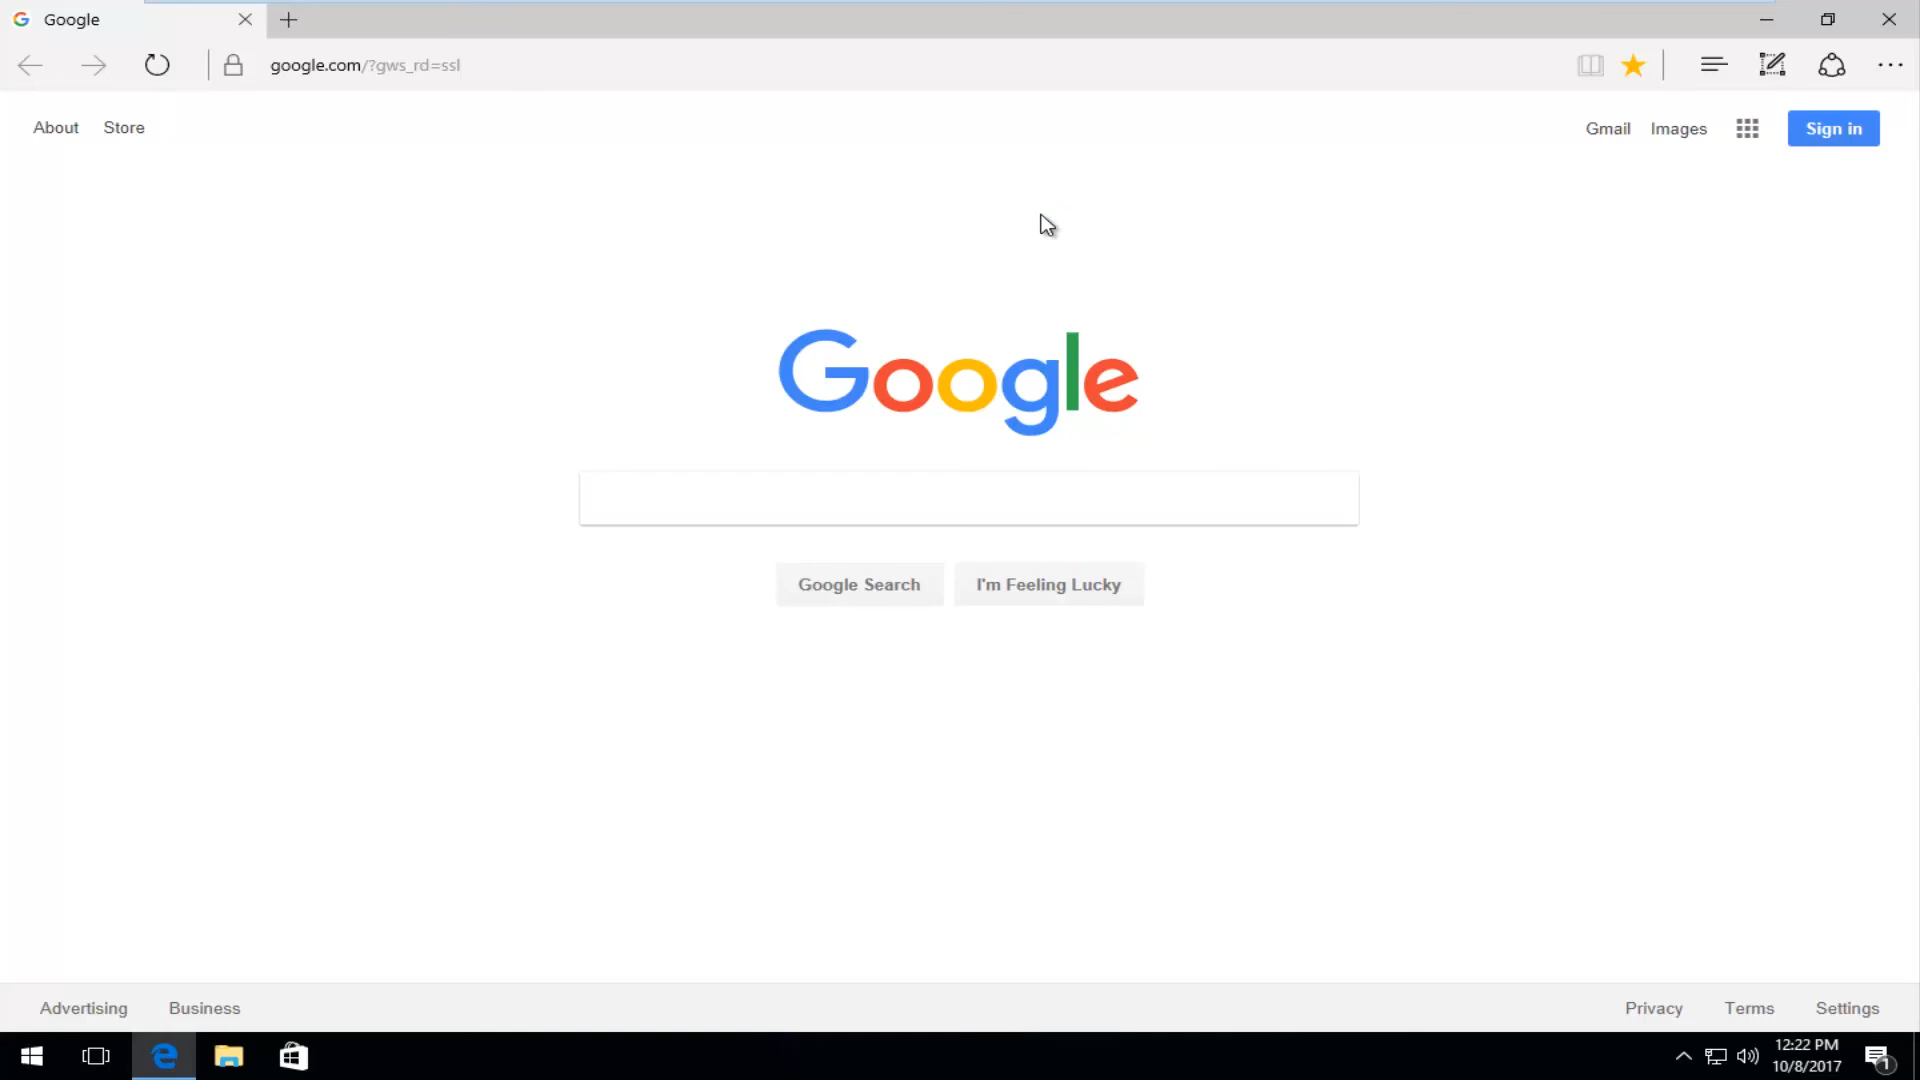 Google
google.com/?gws_rd=ssl
About Store
Gmail Images Sign in
Google
Google Search I'm Feeling Lucky
Advertising Business
Privacy Terms Settings
12:22 PM
10/8/2017
1